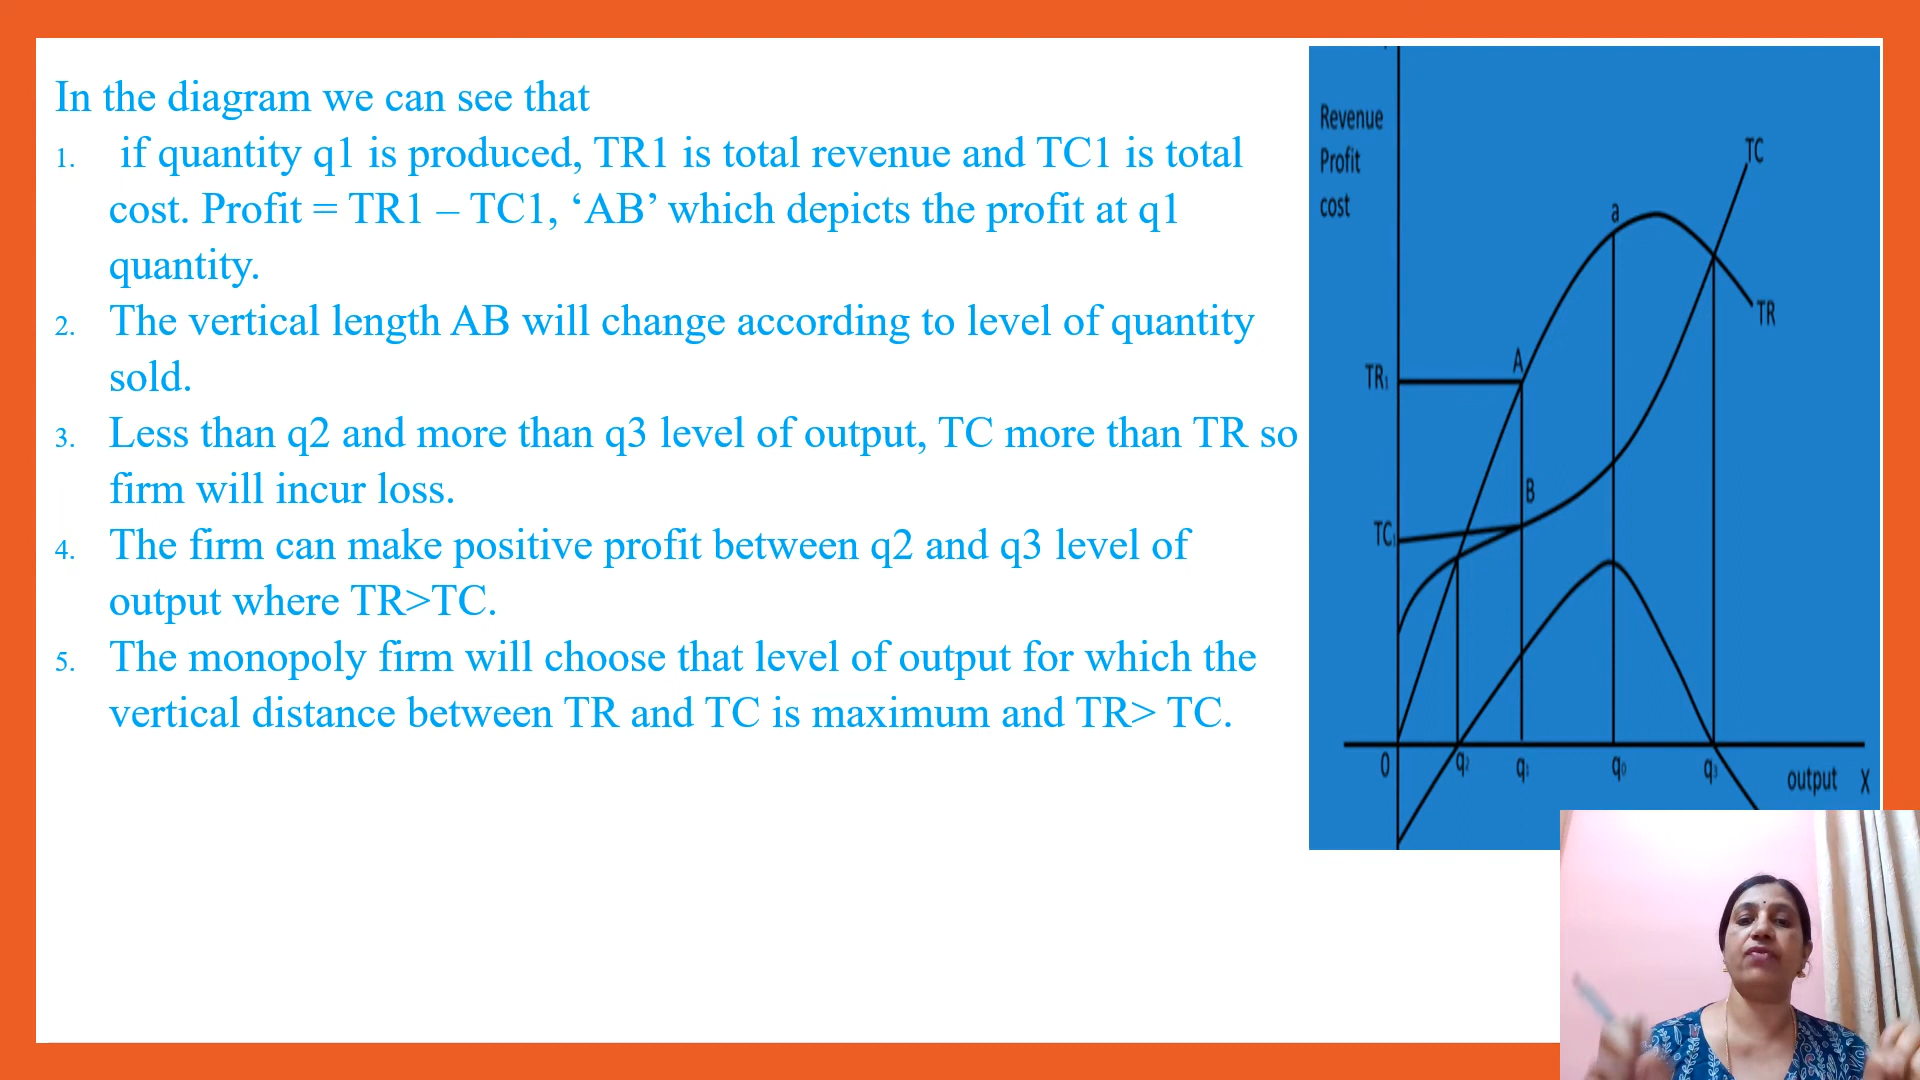 In the diagram we can see that
1. if quantity q1 is produced, TR1 is total revenue and TC1 is total
cost. Profit = TR1 – TC1, ‘AB’ which depicts the profit at q1
quantity.
2. The vertical length AB will change according to level of quantity
sold.
3. Less than q2 and more than q3 level of output, TC more than TR so
firm will incur loss.
4. The firm can make positive profit between q2 and q3 level of
output where TR>TC.
5. The monopoly firm will choose that level of output for which the
vertical distance between TR and TC is maximum and TR> TC.
Revenue
Profit
cost
TC
a
TR
A
TR₁
B
TC₁
0
q₂
q₁
q₀
q₃
output X